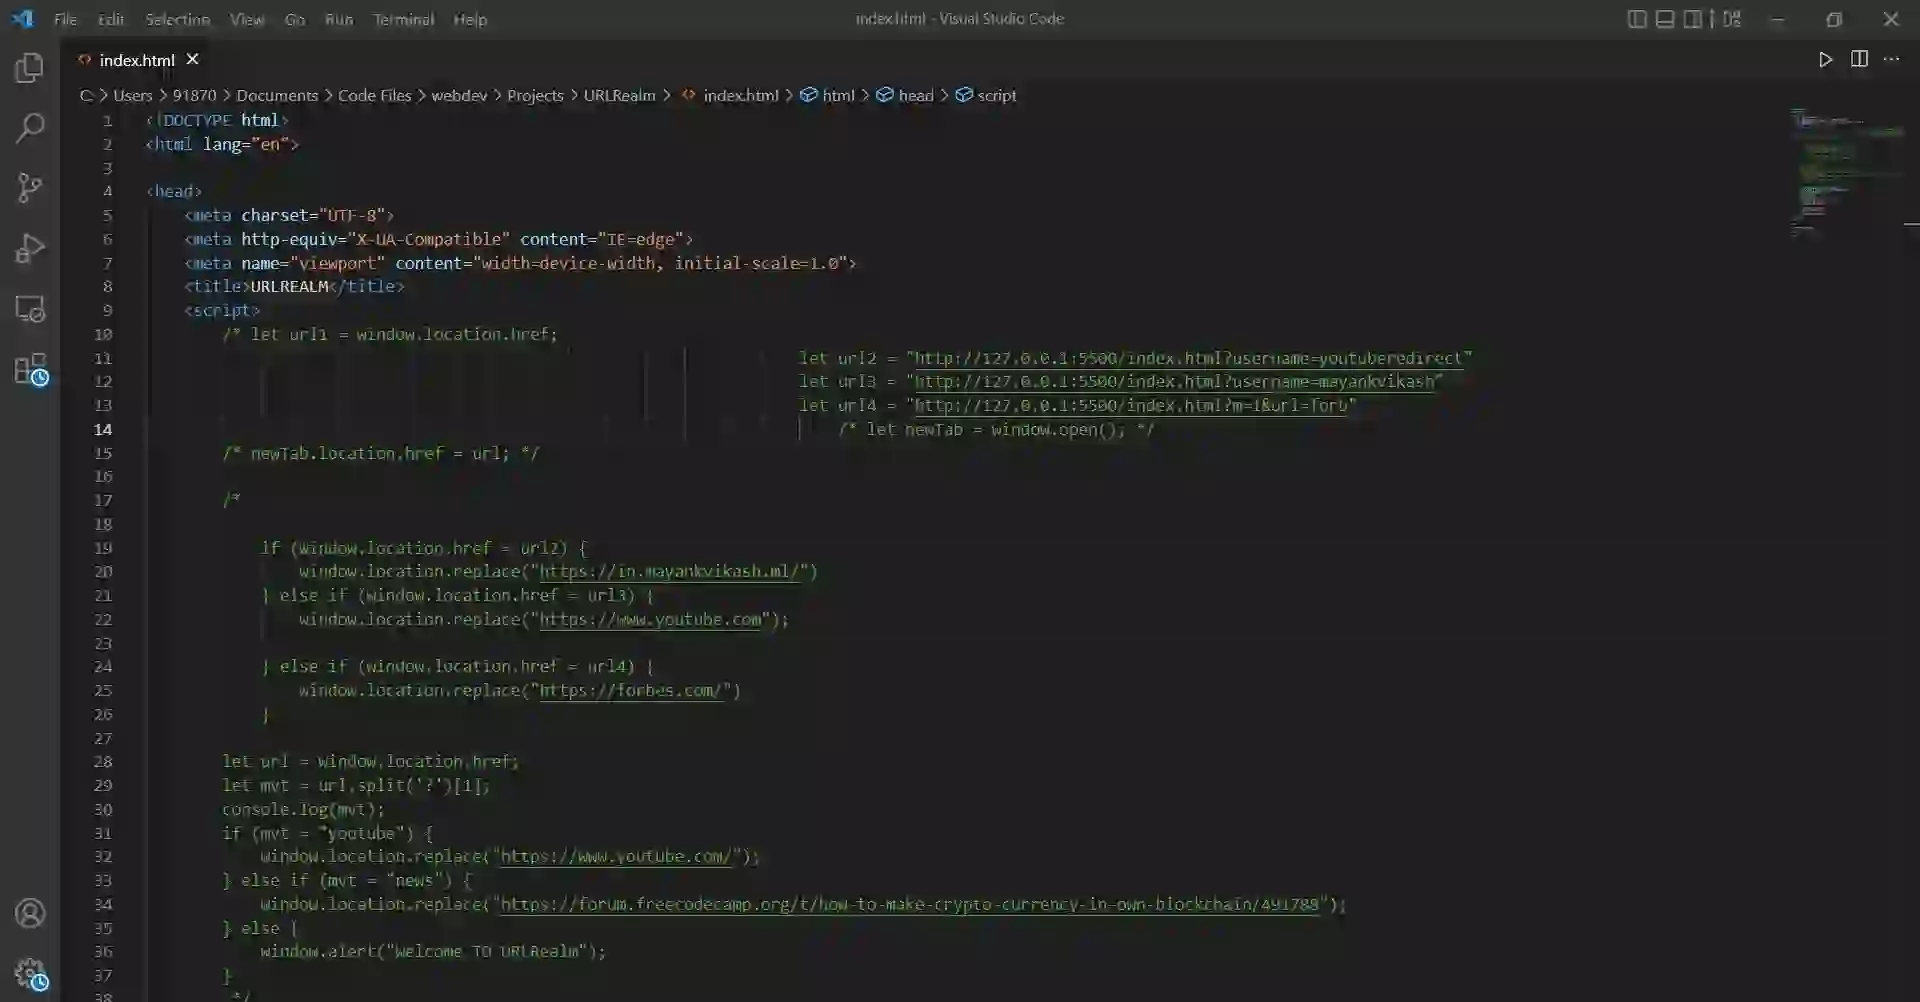 File Edit Selection View Go Run Terminal Help
index.html - Visual Studio Code
index.html
C: > Users > 91870 > Documents > Code Files > webdev > Projects > URLRealm > index.html > html > head > script
1 <!DOCTYPE html>
2 <html lang="en">
3
4 <head>
5 <meta charset="UTF-8">
6 <meta http-equiv="X-UA-Compatible" content="IE=edge">
7 <meta name="viewport" content="width=device-width, initial-scale=1.0">
8 <title>URLREALM</title>
9 <script>
10 /* let url1 = window.location.href;
11 let url2 = "http://127.0.0.1:5500/index.html?username=youtuberedirect"
12 let url3 = "http://127.0.0.1:5500/index.html?username=mayankvikash"
13 let url4 = "http://127.0.0.1:5500/index.html?m=1&url=forb"
14 /* let newTab = window.open(); */
15 /* newTab.location.href = url; */
16
17 /*
18
19 if (window.location.href = url2) {
20 window.location.replace("https://in.mayankvikash.ml/")
21 } else if (window.location.href = url3) {
22 window.location.replace("https://www.youtube.com");
23
24 } else if (window.location.href = url4) {
25 window.location.replace("https://forbes.com/")
26 }
27
28 let url = window.location.href;
29 let mvt = url.split('?')[1];
30 console.log(mvt);
31 if (mvt = "youtube") {
32 window.location.replace("https://www.youtube.com/");
33 } else if (mvt = "news") {
34 window.location.replace("https://forum.freecodecamp.org/t/how-to-make-crypto-currency-in-own-blockchain/491788");
35 } else {
36 window.alert("Welcome TO URLRealm");
37 }
38 */